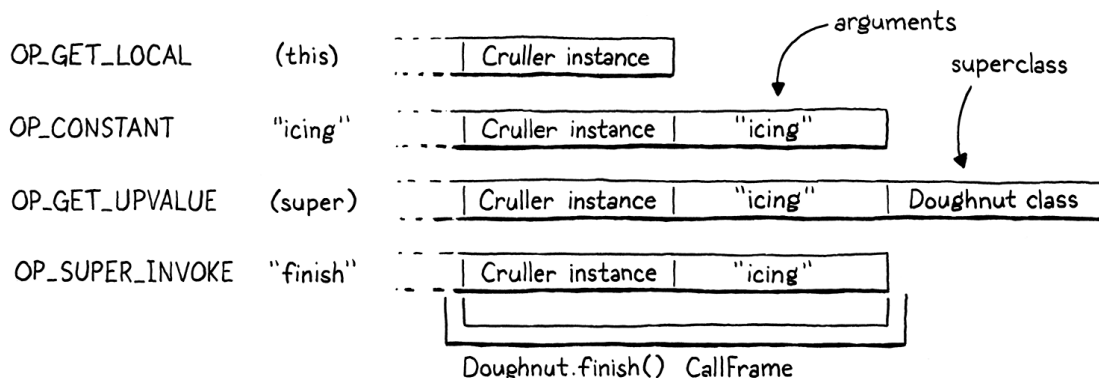 arguments
OP_GET_LOCAL (this) Cruller instance
superclass
OP_CONSTANT "icing" Cruller instance "icing"
OP_GET_UPVALUE (super) Cruller instance "icing" Doughnut class
OP_SUPER_INVOKE "finish" Cruller instance "icing"
Doughnut.finish() CallFrame